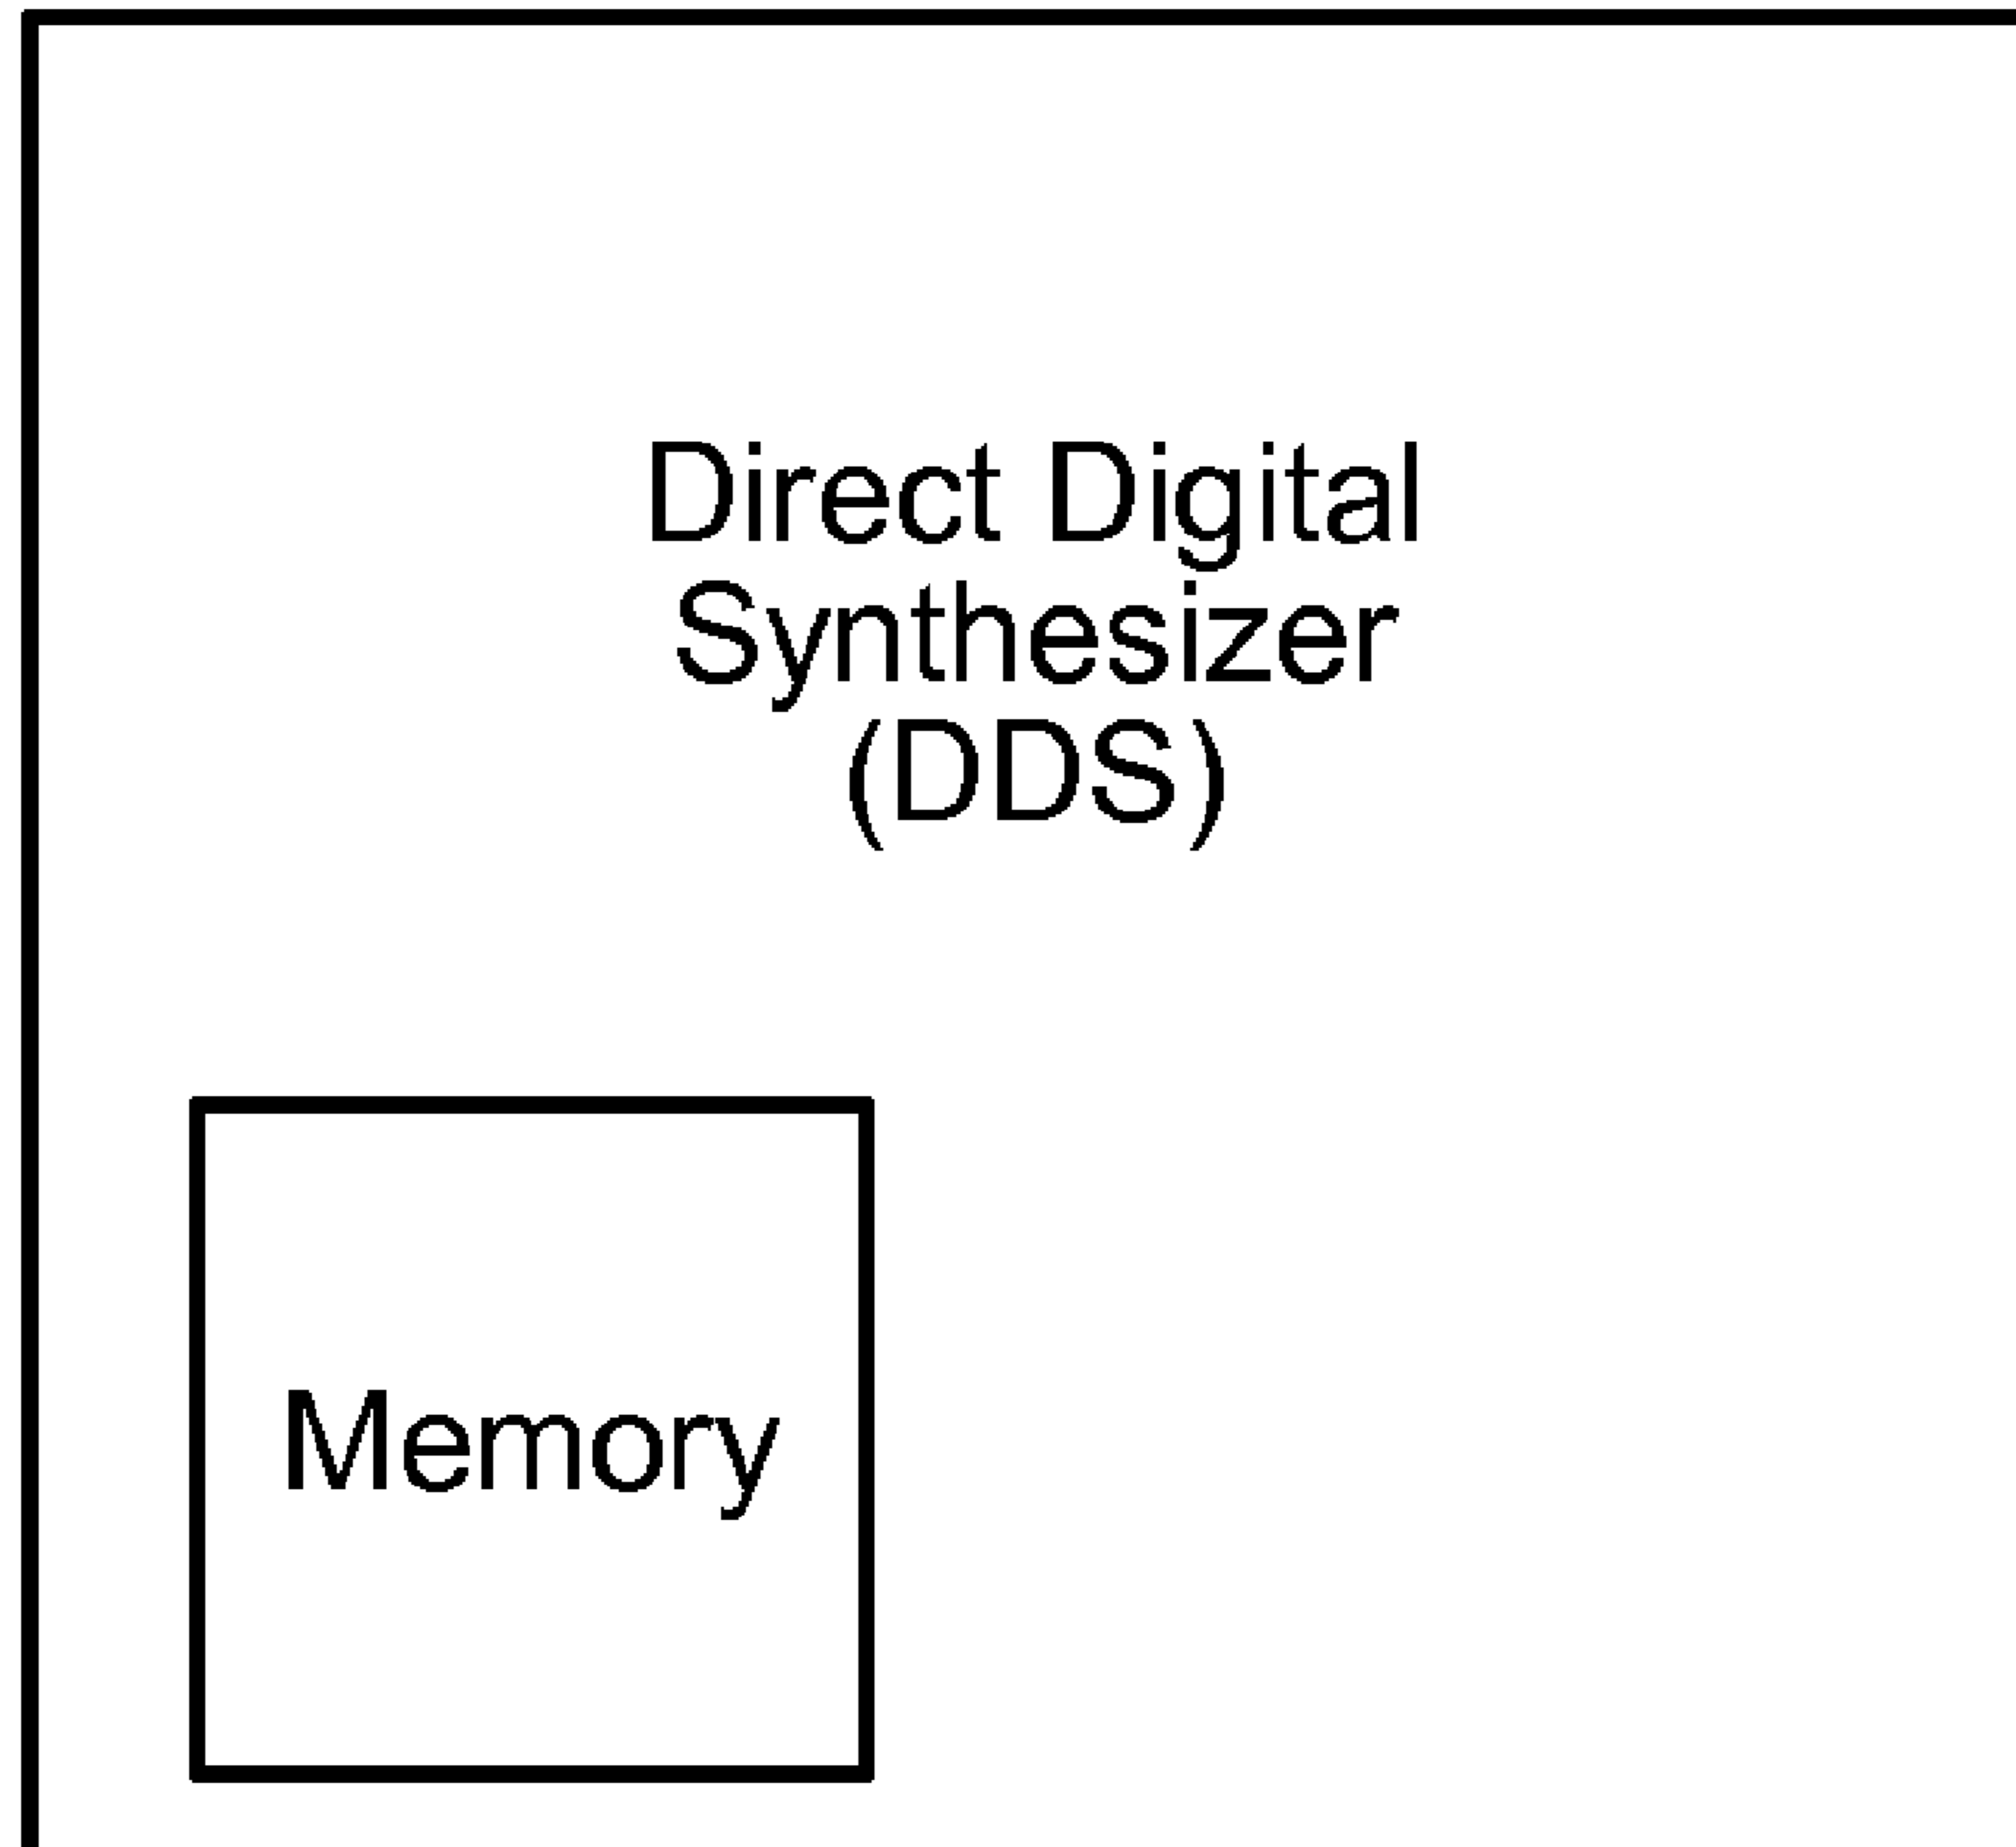 Direct Digital
Synthesizer
(DDS)
Memory